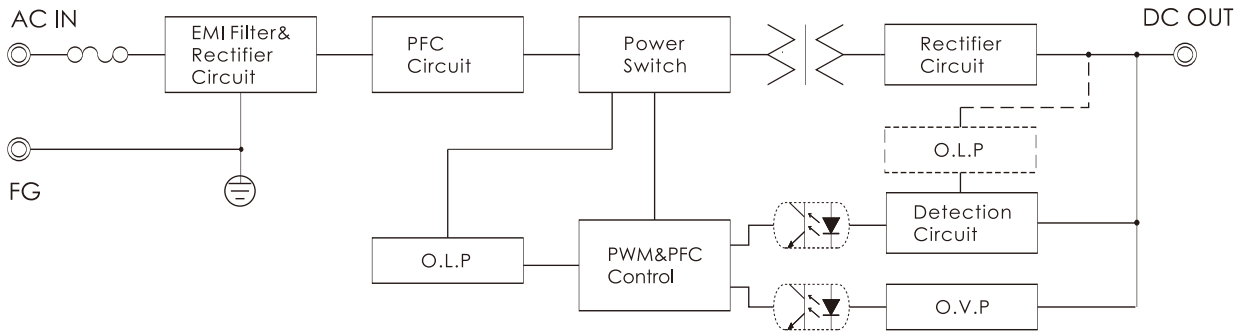 AC IN
DC OUT
EMI Filter&
Rectifier
Circuit
PFC
Circuit
Power
Switch
Rectifier
Circuit
O.L.P
FG
Detection
Circuit
O.L.P
PWM&PFC
Control
O.V.P